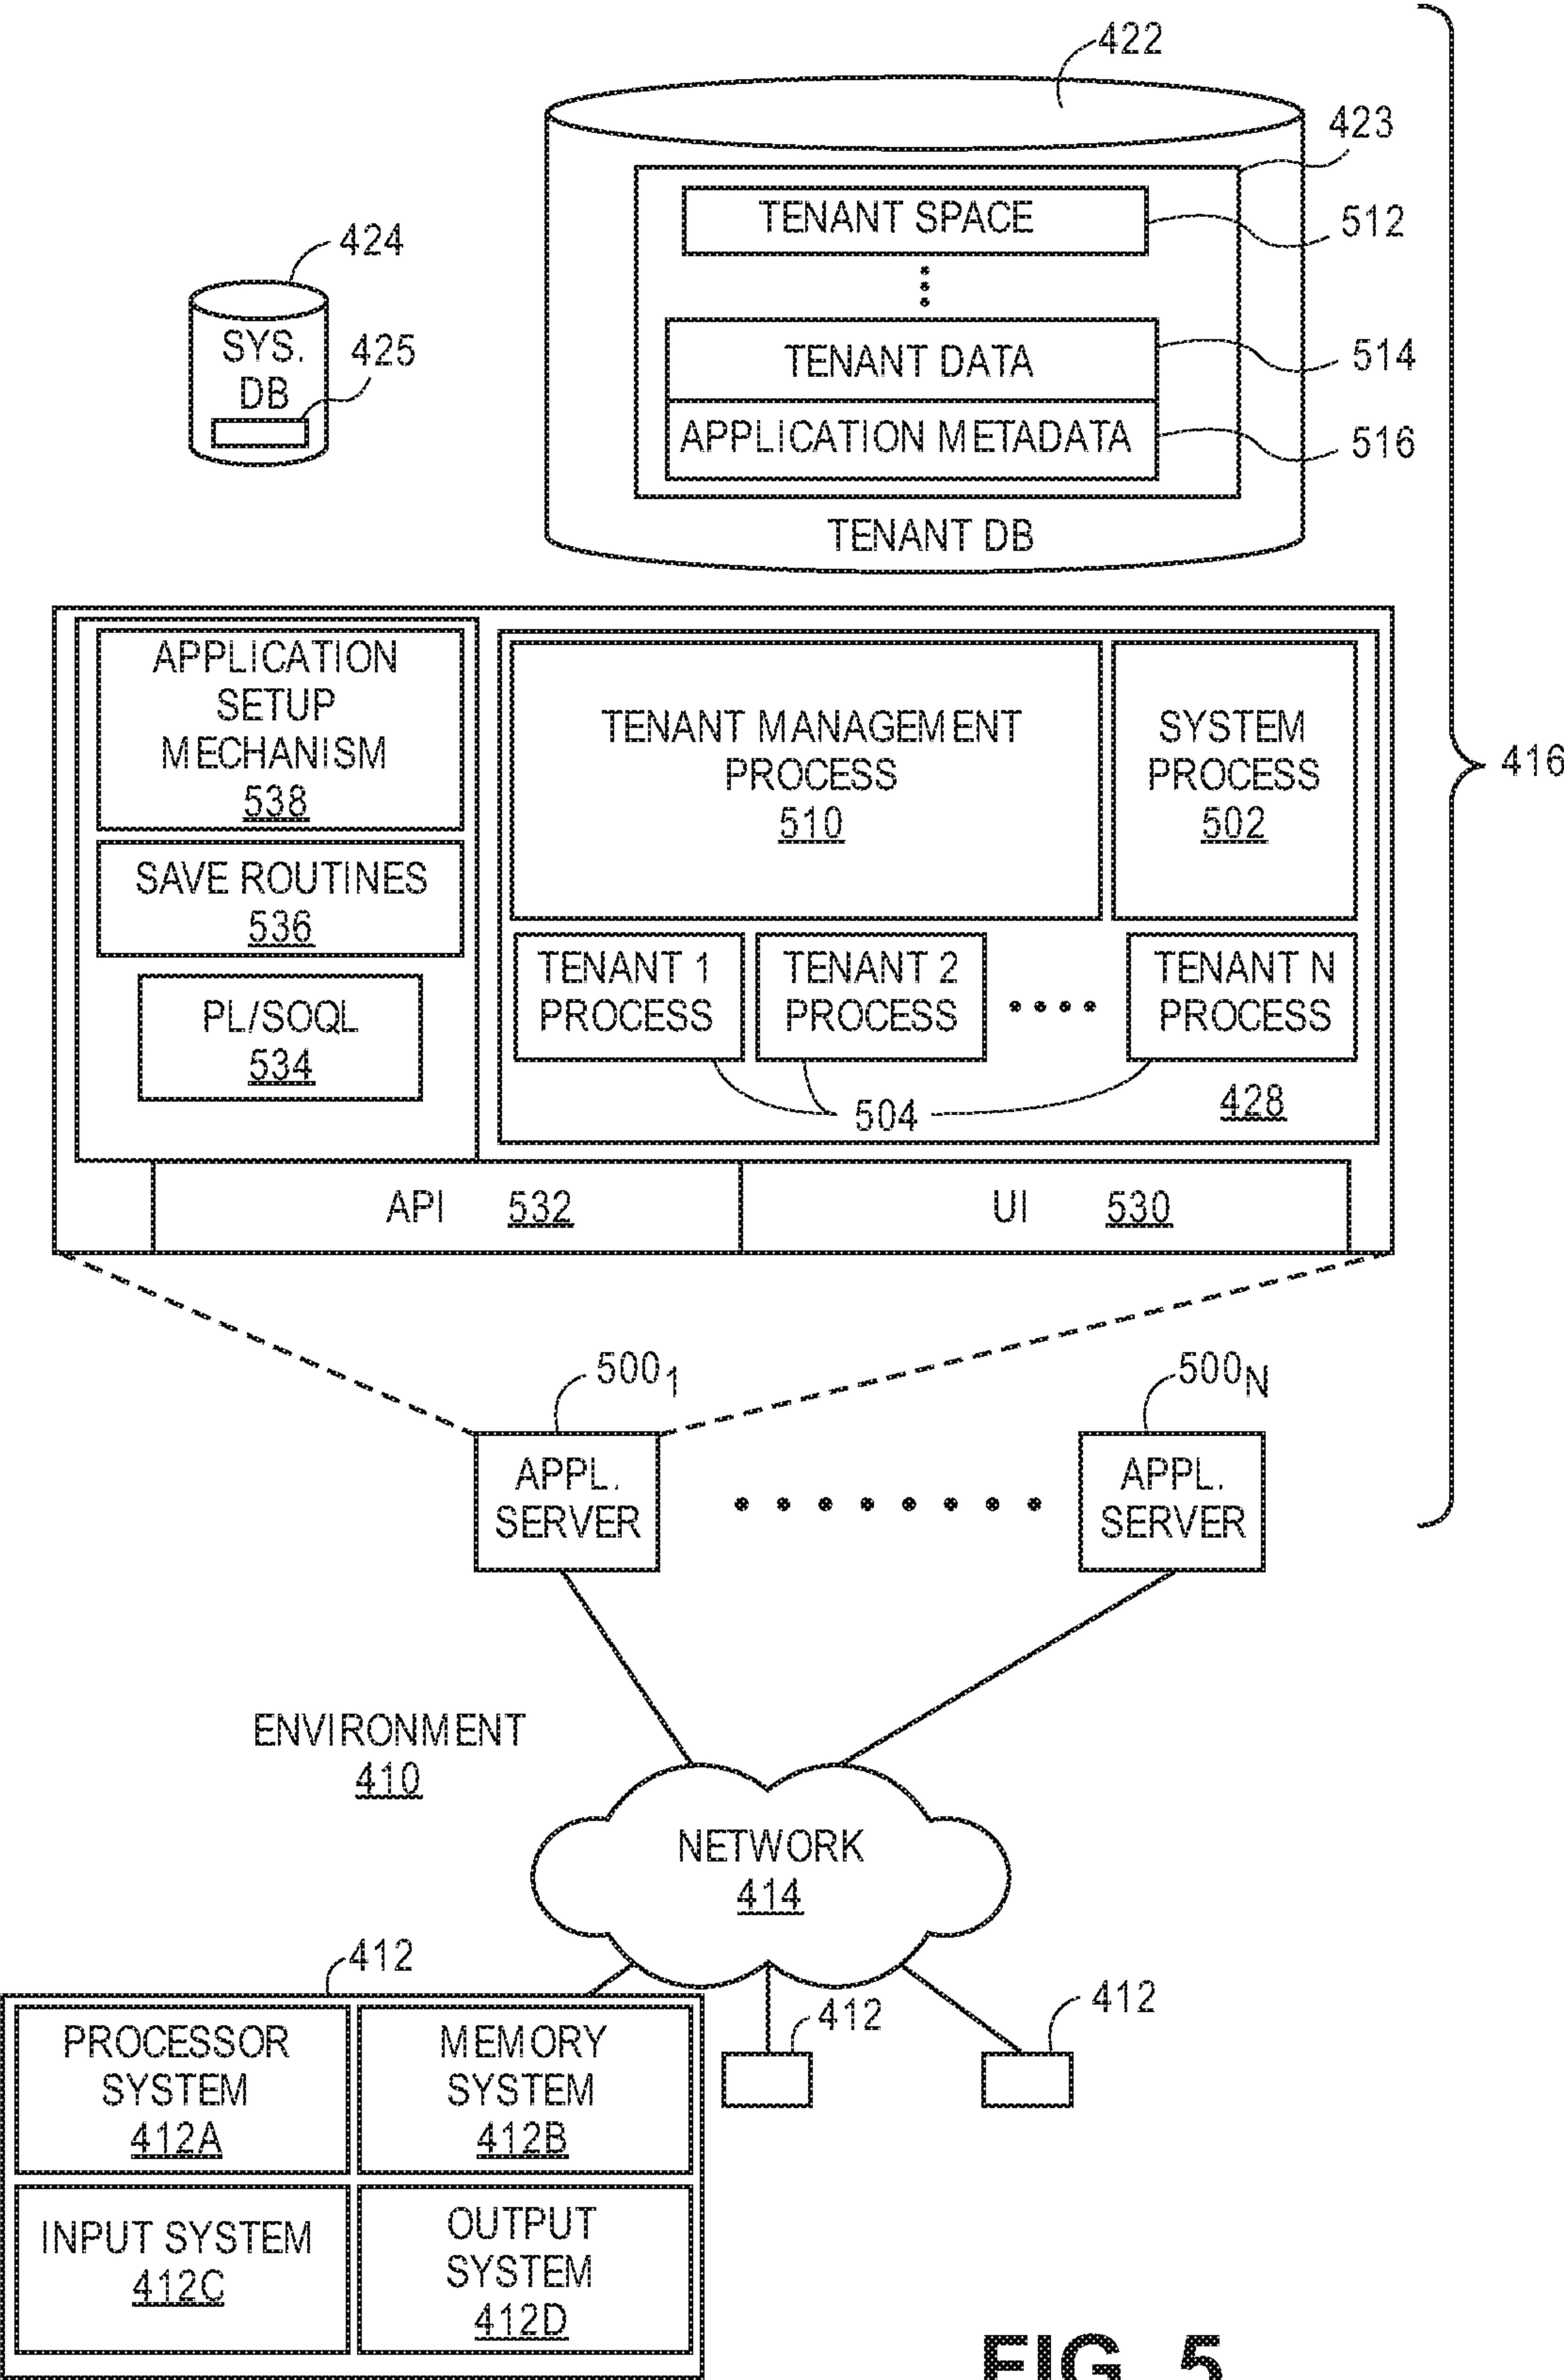 422
423
TENANT SPACE
512
424
SYS.
DB
425
TENANT DATA
514
APPLICATION METADATA
516
TENANT DB
416
APPLICATION
SETUP
MECHANISM
538
SAVE ROUTINES
536
PL/SOQL
534
TENANT MANAGEMENT
PROCESS
510
SYSTEM
PROCESS
502
TENANT 1
PROCESS
TENANT 2
PROCESS
TENANT N
PROCESS
504
428
API 532
UI 530
500₁
500N
APPL.
SERVER
APPL.
SERVER
ENVIRONMENT
410
NETWORK
414
412
412
412
PROCESSOR
SYSTEM
412A
MEMORY
SYSTEM
412B
INPUT SYSTEM
412C
OUTPUT
SYSTEM
412D
FIG. 5